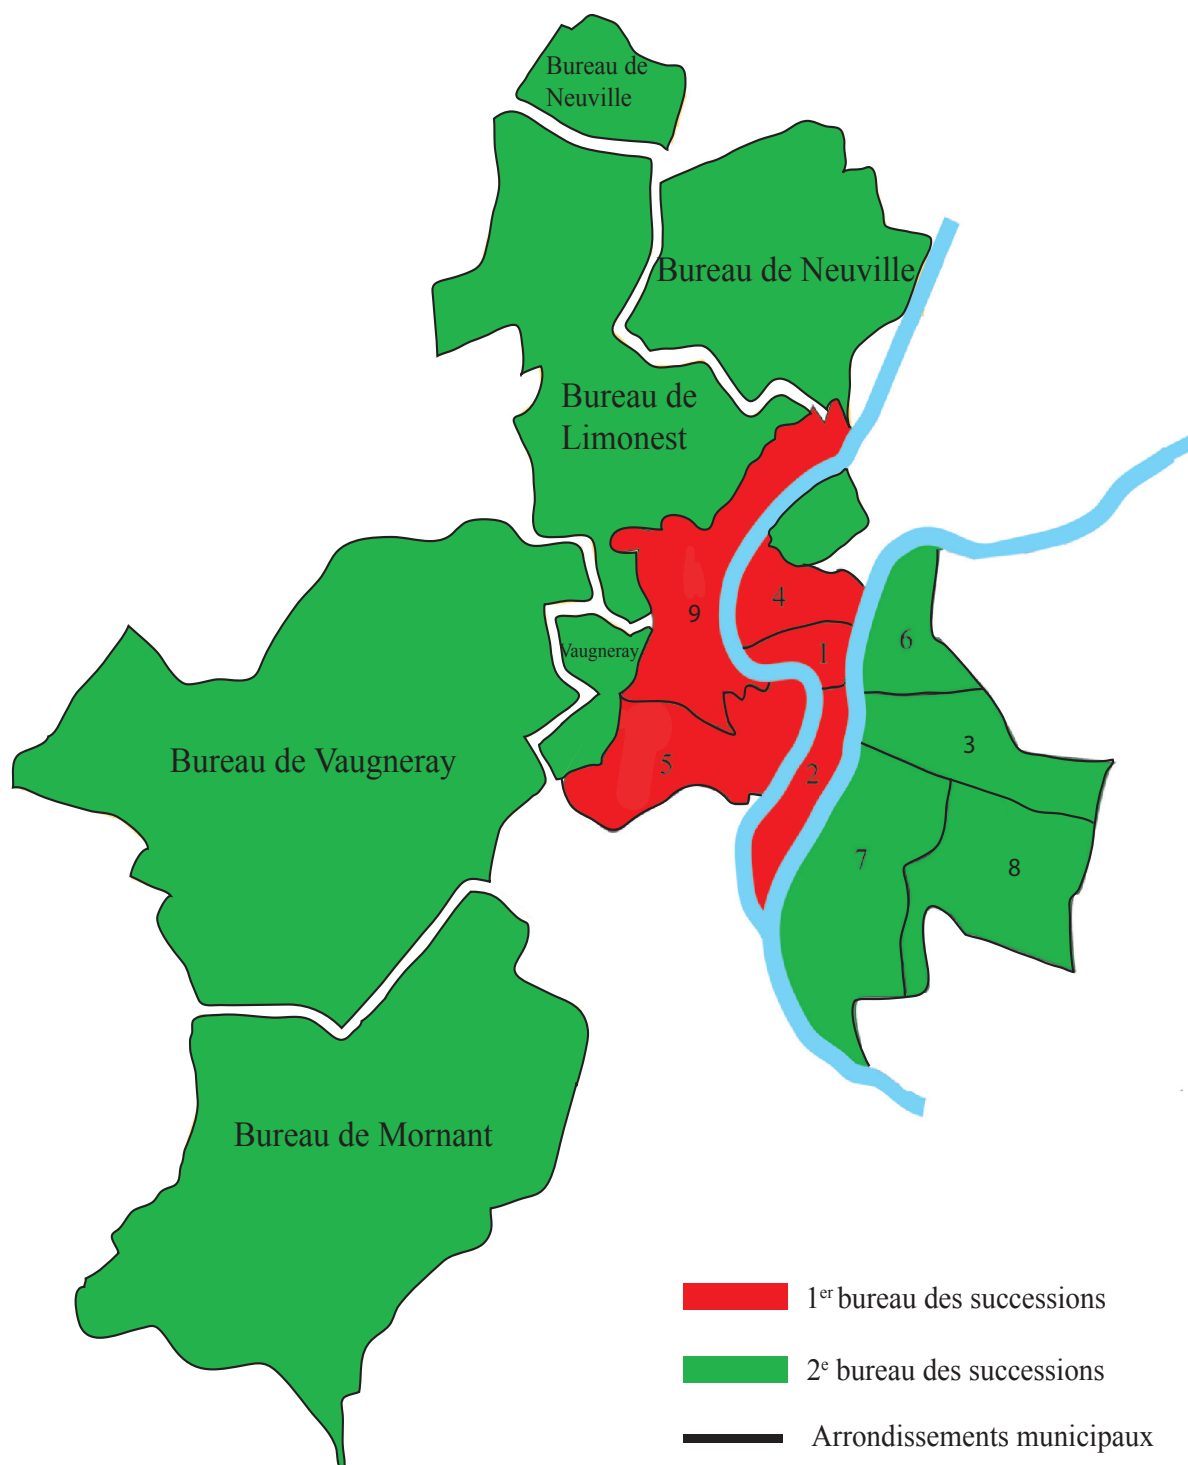 Bureau de
Neuville
Bureau de Neuville
Bureau de
Limonest
4
9
1
6
Vaugneray
3
Bureau de Vaugneray
5
2
7
8
Bureau de Mornant
1er bureau des successions
2e bureau des successions
Arrondissements municipaux